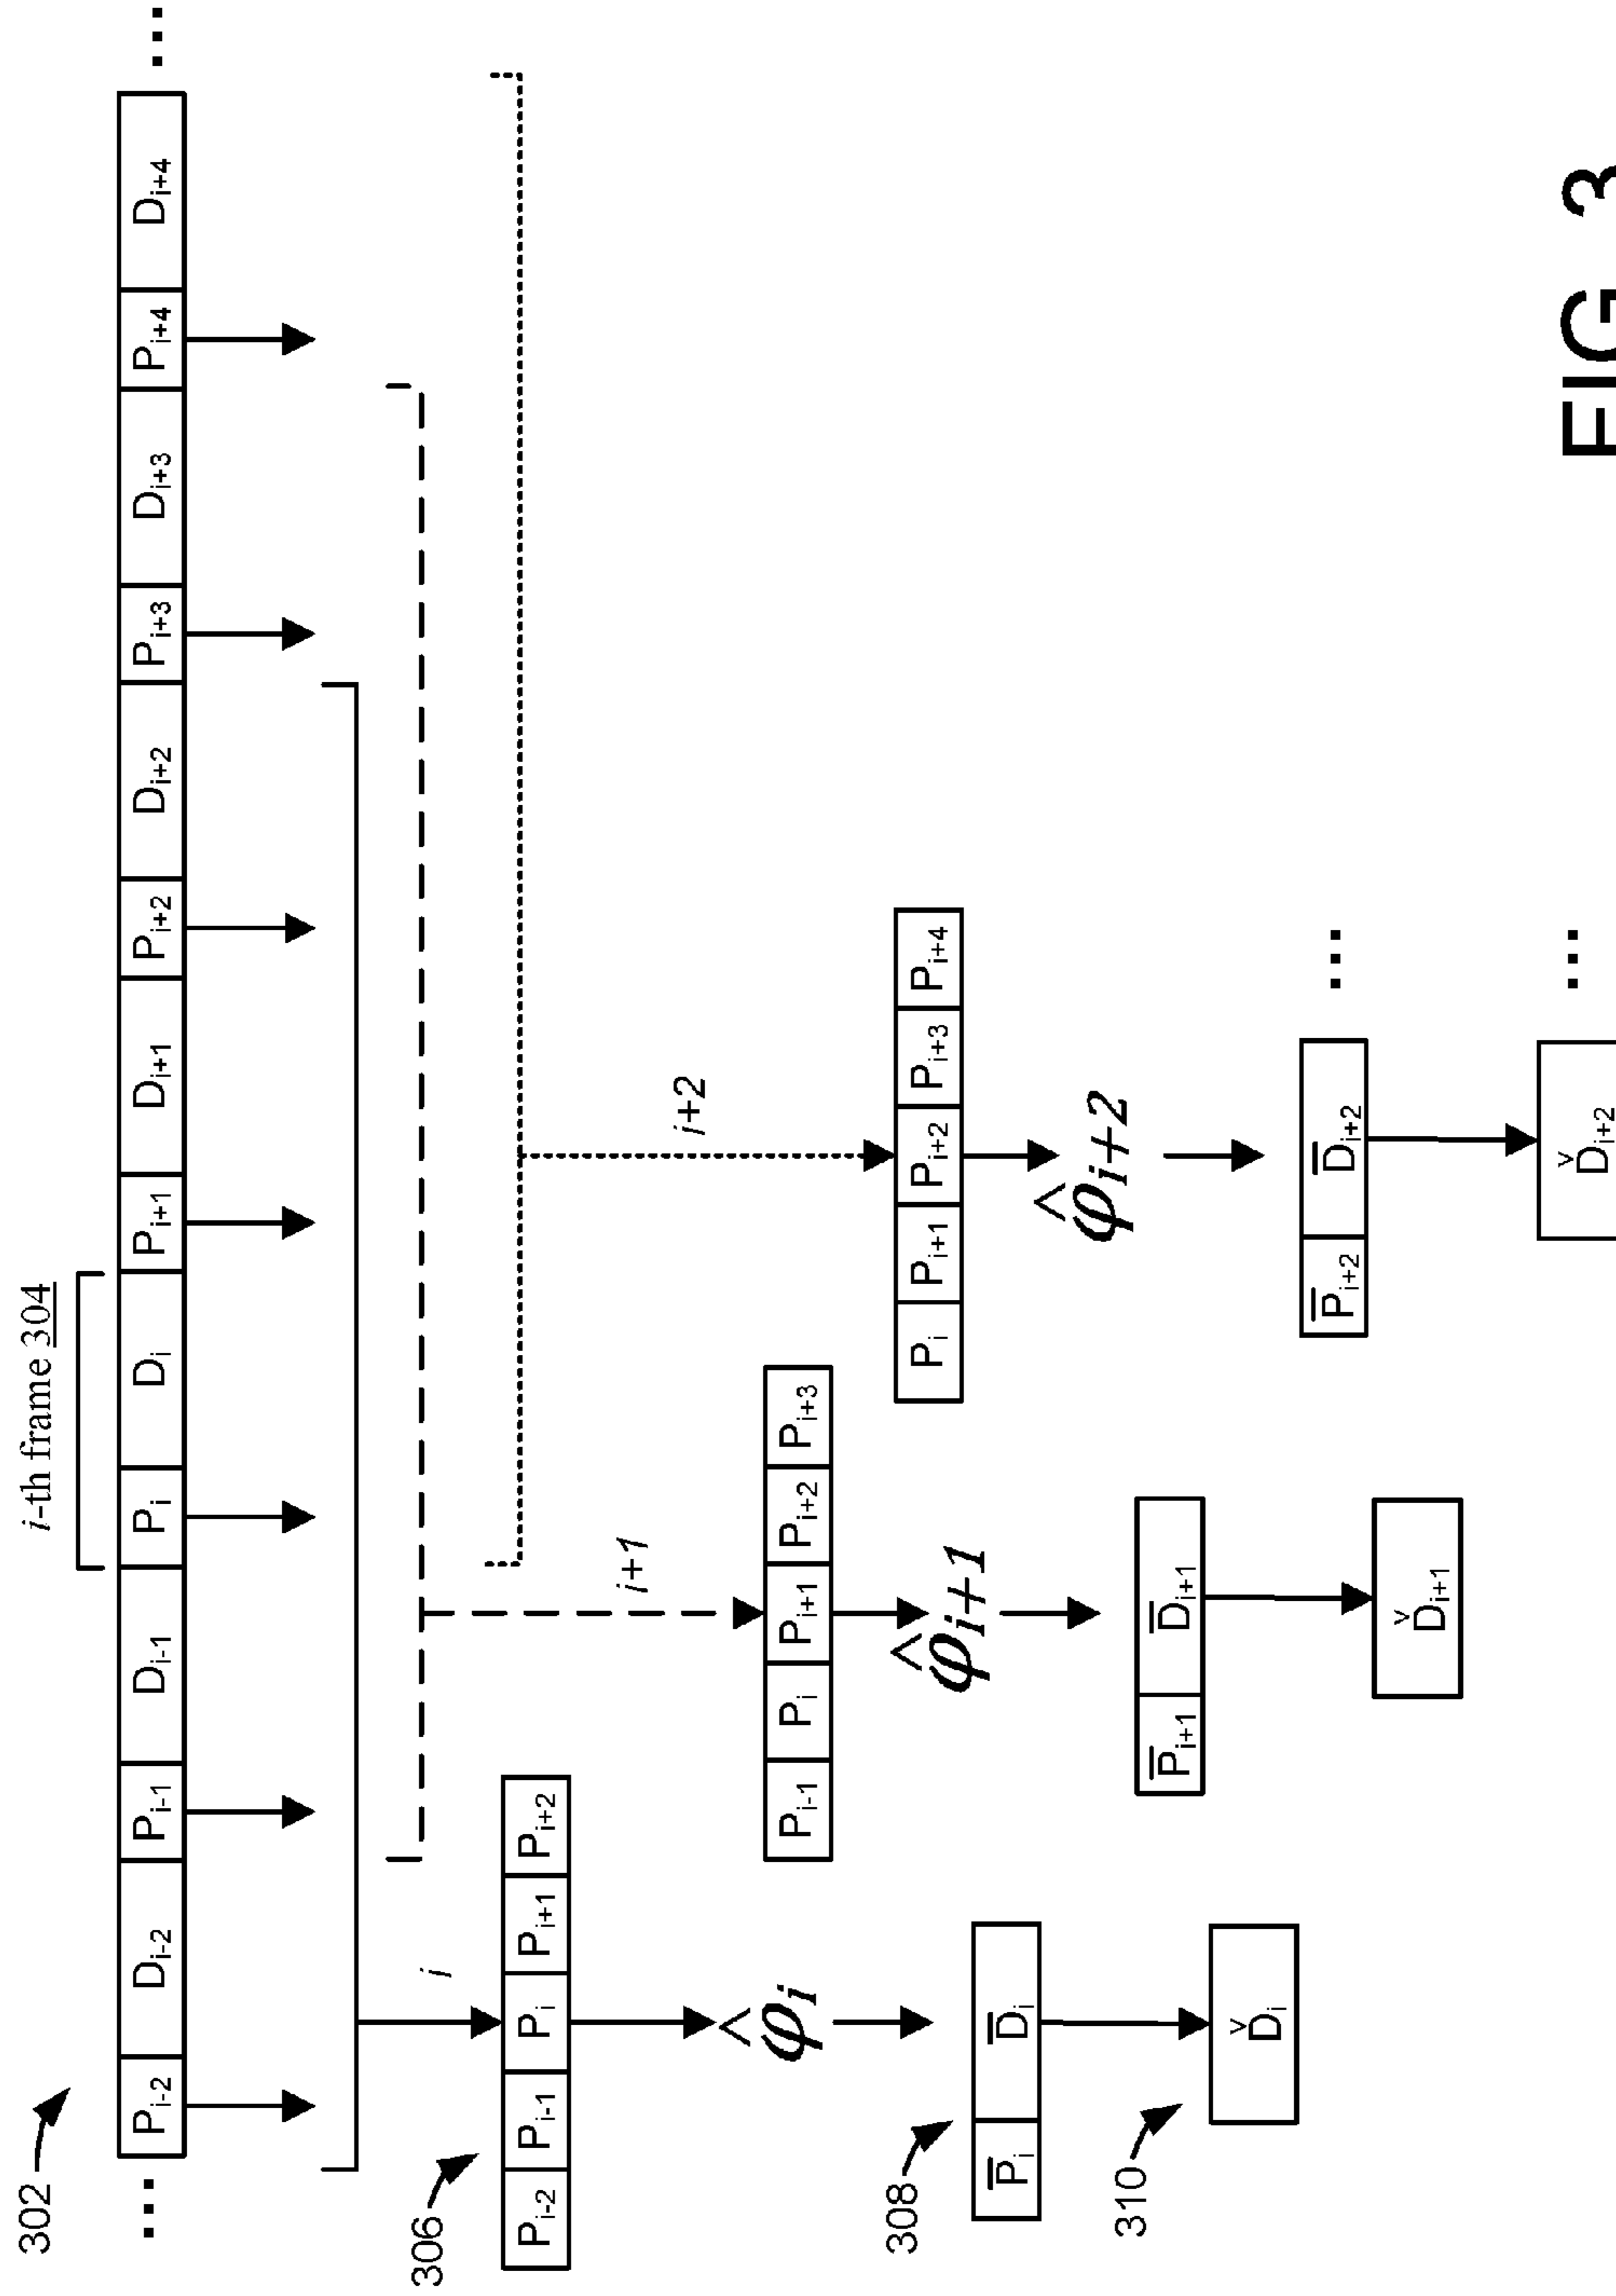 i-th frame 304
302
... P_{i-2} D_{i-2} P_{i-1} D_{i-1} P_i D_i P_{i+1} D_{i+1} P_{i+2} D_{i+2} P_{i+3} D_{i+3} P_{i+4} D_{i+4} ...
i
306
P_{i-2} P_{i-1} P_i P_{i+1} P_{i+2}
i+1
i+2
P_{i-1} P_i P_{i+1} P_{i+2} P_{i+3}
P_i P_{i+1} P_{i+2} P_{i+3} P_{i+4}
φ̂_i
φ̂_{i+1}
φ̂_{i+2}
308
P̅_i D̅_i
P̅_{i+1} D̅_{i+1}
P̅_{i+2} D̅_{i+2} ...
310
Ď_i
Ď_{i+1}
Ď_{i+2} ...
FIG 3